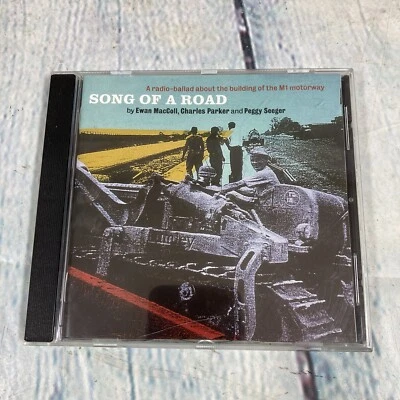 A radio-ballad about the building of the M1 motorway
SONG OF A ROAD
by Ewan MacColl, Charles Parker and Peggy Seeger